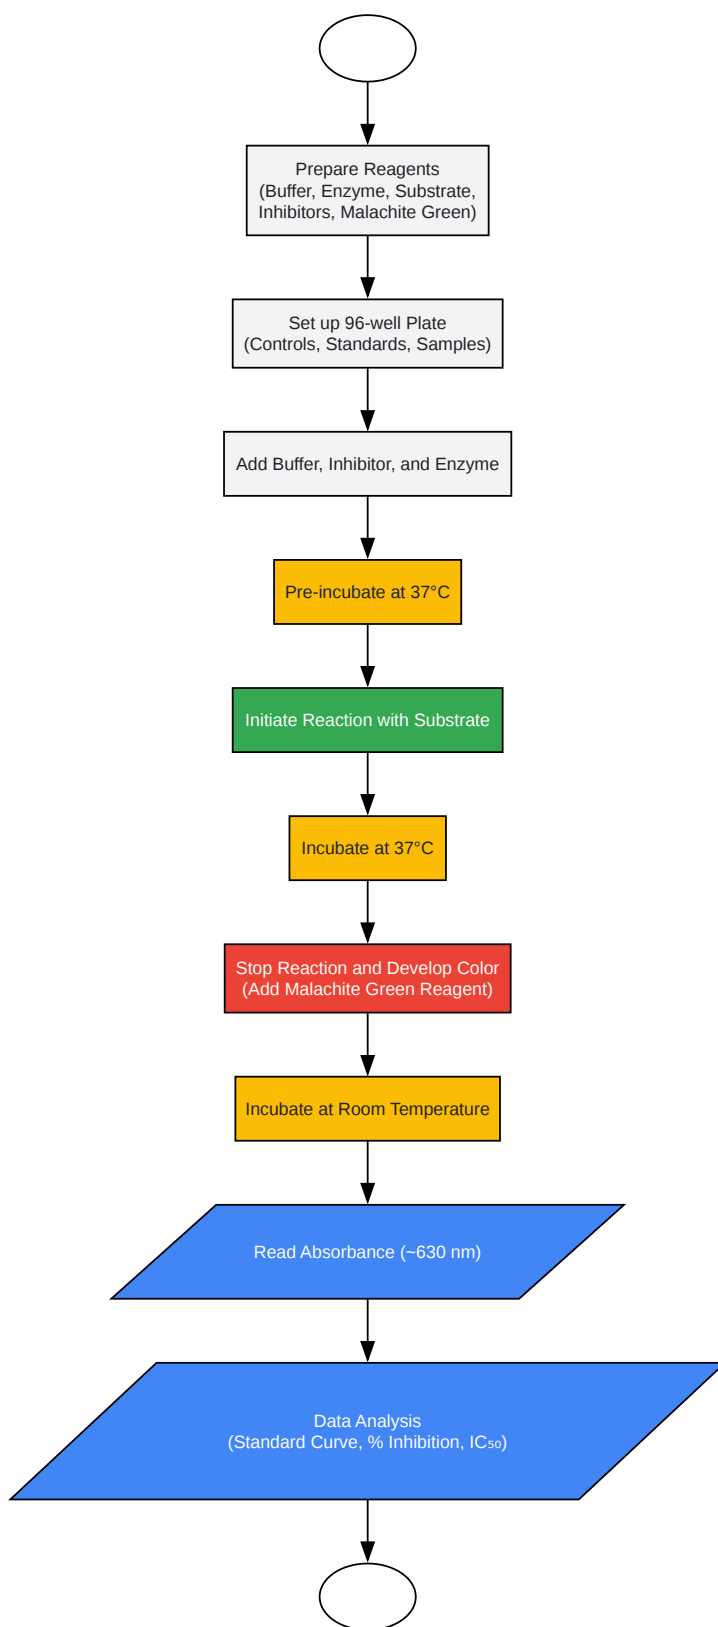 Prepare Reagents
(Buffer, Enzyme, Substrate,
Inhibitors, Malachite Green)
Set up 96-well Plate
(Controls, Standards, Samples)
Add Buffer, Inhibitor, and Enzyme
Pre-incubate at 37°C
Initiate Reaction with Substrate
Incubate at 37°C
Stop Reaction and Develop Color
(Add Malachite Green Reagent)
Incubate at Room Temperature
Read Absorbance (~630 nm)
Data Analysis
(Standard Curve, % Inhibition, IC₅₀)